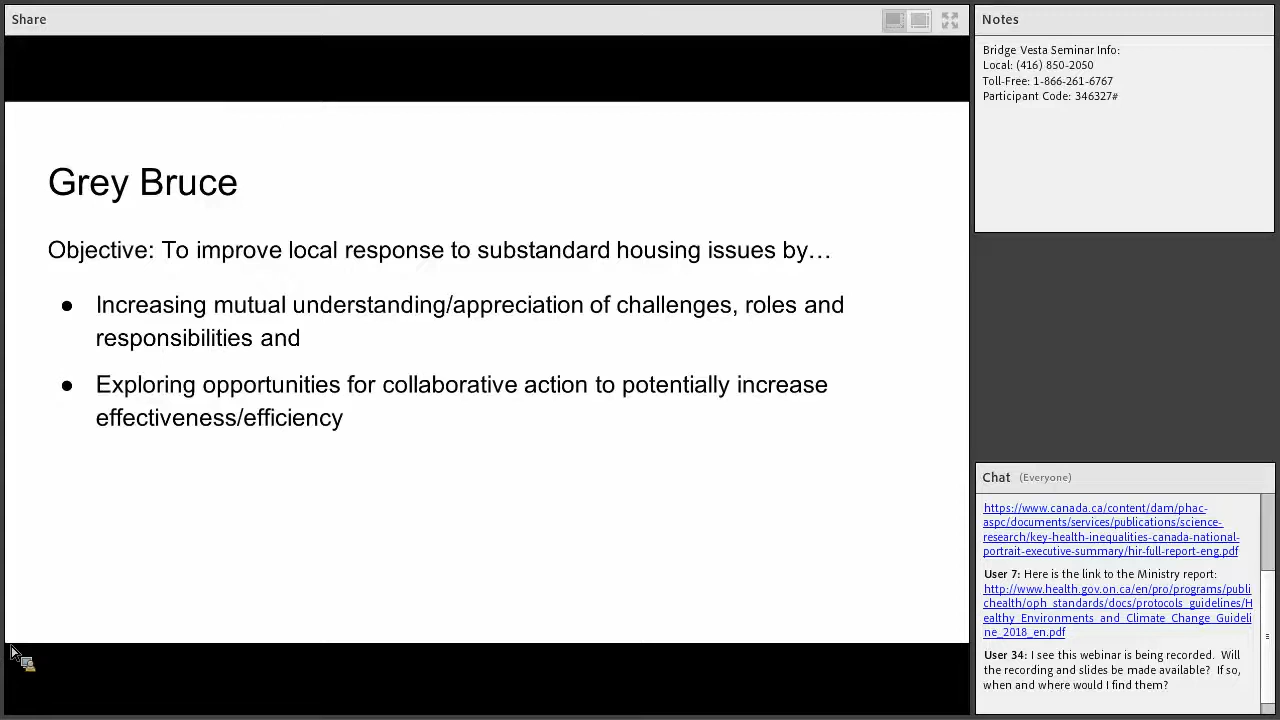 Share
Grey Bruce
Objective: To improve local response to substandard housing issues by…
● Increasing mutual understanding/appreciation of challenges, roles and
responsibilities and
● Exploring opportunities for collaborative action to potentially increase
effectiveness/efficiency
Notes
Bridge Vesta Seminar Info:
Local: (416) 850-2050
Toll-Free: 1-866-261-6767
Participant Code: 346327#
Chat (Everyone)
https://www.canada.ca/content/dam/phac-
aspc/documents/services/publications/science-
research/key-health-inequalities-canada-national-
portrait-executive-summary/hir-full-report-eng.pdf
User 7: Here is the link to the Ministry report:
http://www.health.gov.on.ca/en/pro/programs/publi
chealth/oph_standards/docs/protocols_guidelines/H
ealthy_Environments_and_Climate_Change_Guideli
ne_2018_en.pdf
User 34: I see this webinar is being recorded. Will
the recording and slides be made available? If so,
when and where would I find them?